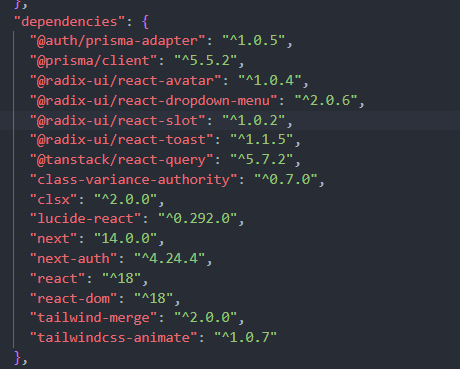 },
"dependencies": {
"@auth/prisma-adapter": "^1.0.5",
"@prisma/client": "^5.5.2",
"@radix-ui/react-avatar": "^1.0.4",
"@radix-ui/react-dropdown-menu": "^2.0.6",
"@radix-ui/react-slot": "^1.0.2",
"@radix-ui/react-toast": "^1.1.5",
"@tanstack/react-query": "^5.7.2",
"class-variance-authority": "^0.7.0",
"clsx": "^2.0.0",
"lucide-react": "^0.292.0",
"next": "14.0.0",
"next-auth": "^4.24.4",
"react": "^18",
"react-dom": "^18",
"tailwind-merge": "^2.0.0",
"tailwindcss-animate": "^1.0.7"
},